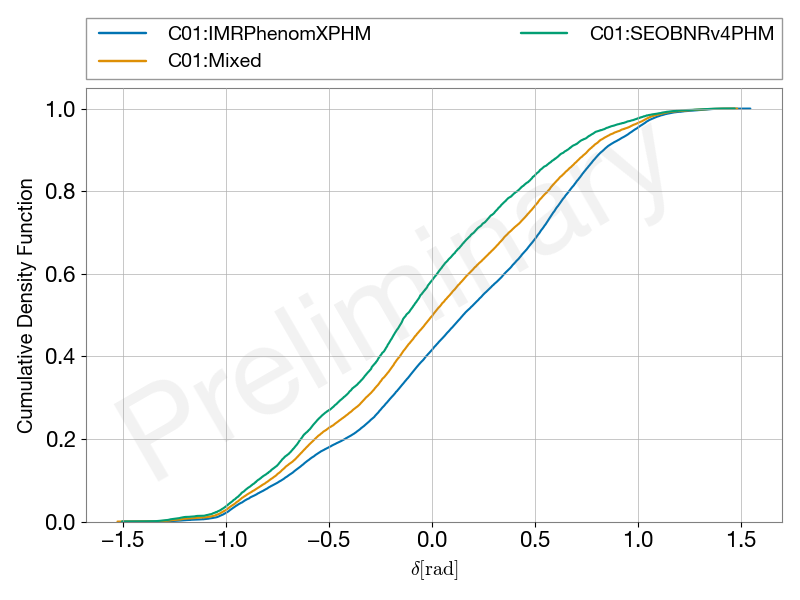 C01:IMRPhenomXPHM
C01:Mixed
C01:SEOBNRv4PHM
Cumulative Density Function
1.0
0.8
0.6
0.4
0.2
0.0
Preliminary
−1.5 −1.0 −0.5 0.0 0.5 1.0 1.5
δ[rad]